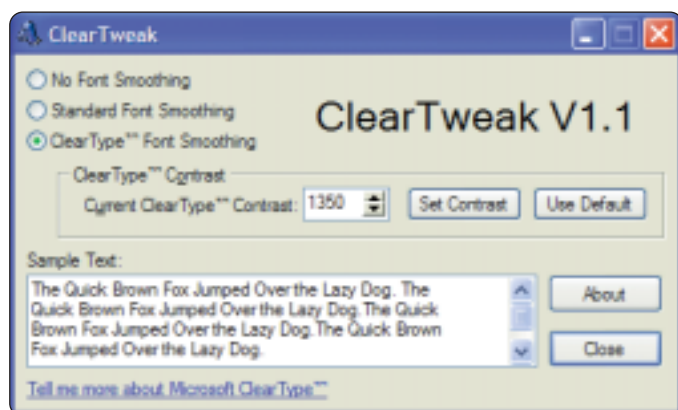 ClearTweak
No Font Smoothing
Standard Font Smoothing
ClearType™ Font Smoothing
ClearTweak V1.1
ClearType™ Contrast
Current ClearType™ Contrast: 1350 Set Contrast Use Default
Sample Text:
The Quick Brown Fox Jumped Over the Lazy Dog. The
Quick Brown Fox Jumped Over the Lazy Dog.The Quick
Brown Fox Jumped Over the Lazy Dog.The Quick Brown
Fox Jumped Over the Lazy Dog.
About
Close
Tell me more about Microsoft ClearType™